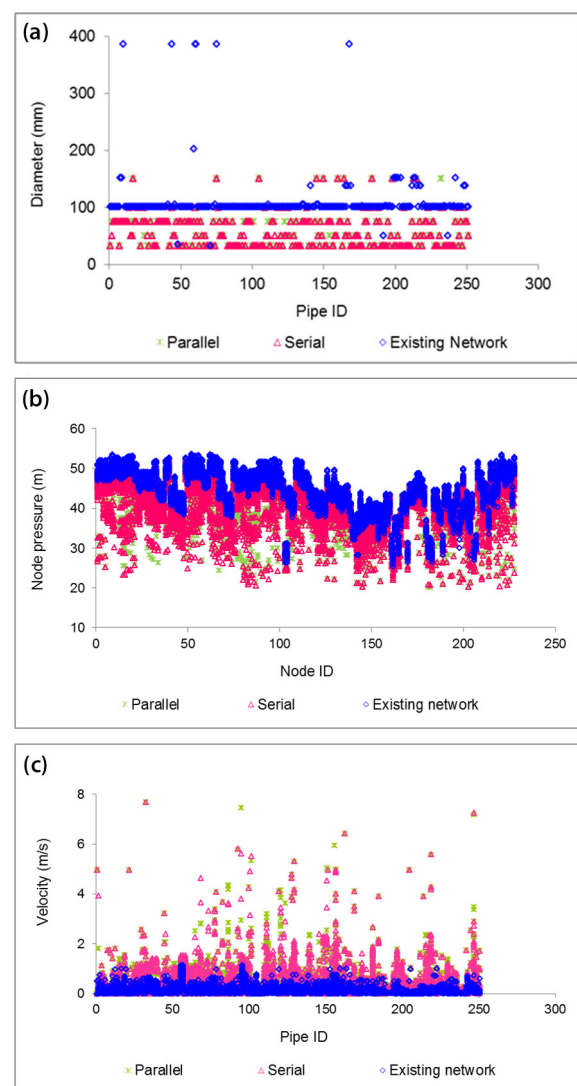 (a)
400
300
200
100
0
Diameter (mm)
0 50 100 150 200 250 300
Pipe ID
Parallel Serial Existing Network
(b)
60
50
40
30
20
10
Node pressure (m)
0 50 100 150 200 250
Node ID
Parallel Serial Existing network
(c)
8
6
4
2
0
Velocity (m/s)
0 50 100 150 200 250 300
Pipe ID
Parallel Serial Existing network